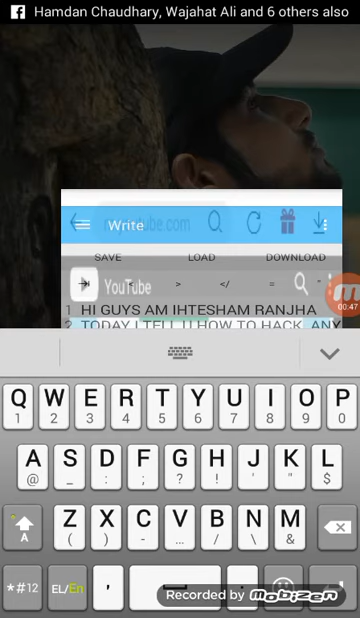 Hamdan Chaudhary, Wajahat Ali and 6 others also
Write
SAVE LOAD DOWNLOAD
YouTube > </ =
1 HI GUYS AM IHTESHAM RANJHA
2 TODAY I TELL U HOW TO HACK ANY
00:47
Q W E R T Y U I O P
1 2 3 4 5 6 7 8 9 0
A S D F G H J K L
@ _ : ; ? ! ' " $
Z X C V B N M
A ( ) - ... / \ &
*#12 EL/En ' .
Recorded by mobizen